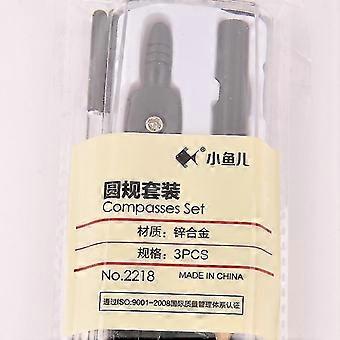 小鱼儿®
圆规套装
Compasses Set
材质：锌合金
规格：3PCS
No.2218 MADE IN CHINA
通过ISO:9001-2008国际质量管理体系认证